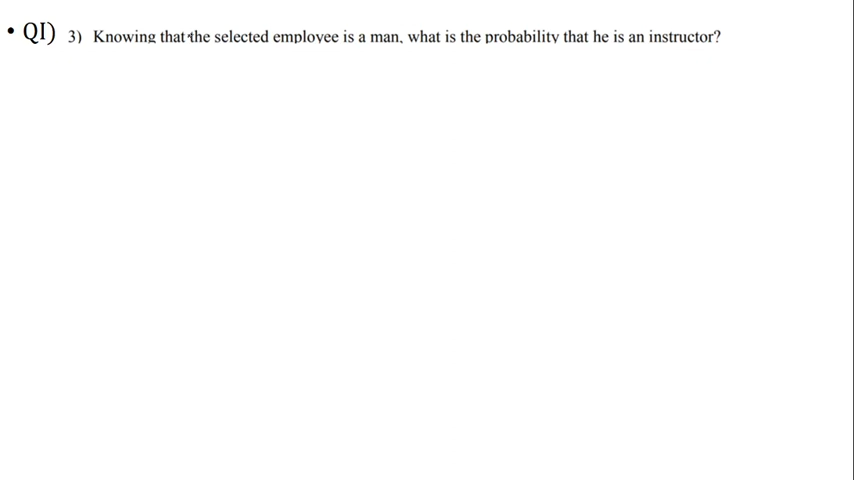 • QI) 3) Knowing that the selected employee is a man, what is the probability that he is an instructor?